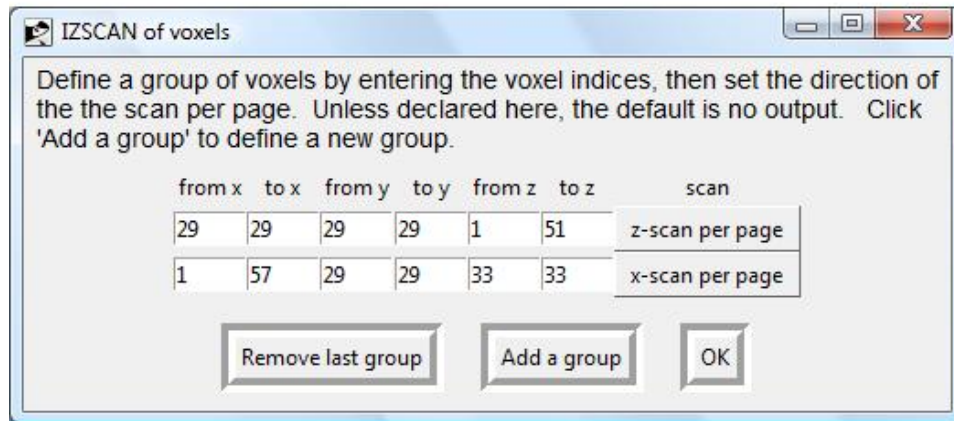 IZSCAN of voxels
Define a group of voxels by entering the voxel indices, then set the direction of
the the scan per page. Unless declared here, the default is no output. Click
'Add a group' to define a new group.
from x to x from y to y from z to z scan
29 29 29 29 1 51 z-scan per page
1 57 29 29 33 33 x-scan per page
Remove last group Add a group OK